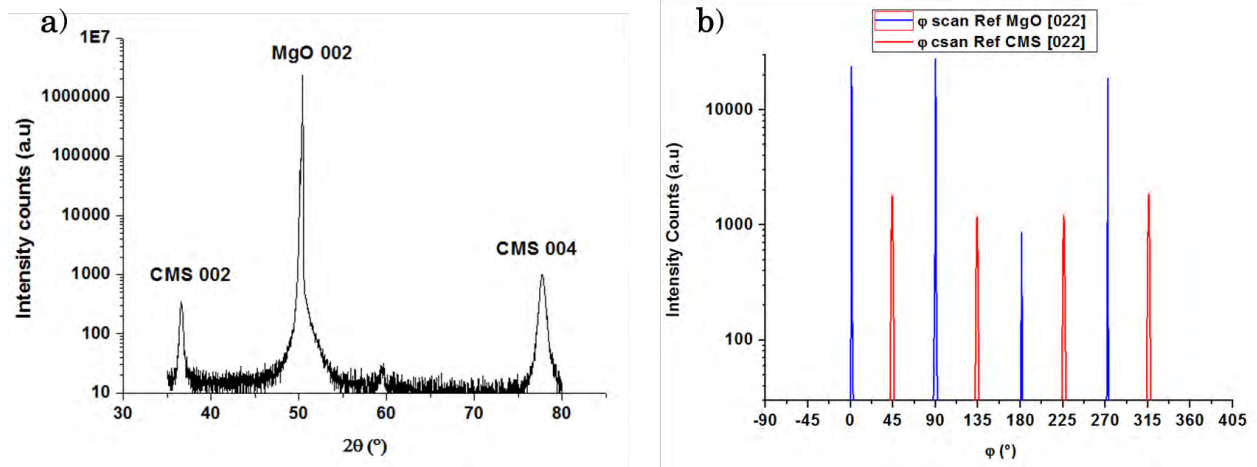 a)
1E7
1000000
100000
10000
1000
100
10
Intensity counts (a.u)
MgO 002
CMS 002
CMS 004
30 40 50 60 70 80
2θ (°)
b)
φ scan Ref MgO [022]
φ csan Ref CMS [022]
10000
1000
100
Intensity Counts (a.u)
-90 -45 0 45 90 135 180 225 270 315 360 405
φ (°)